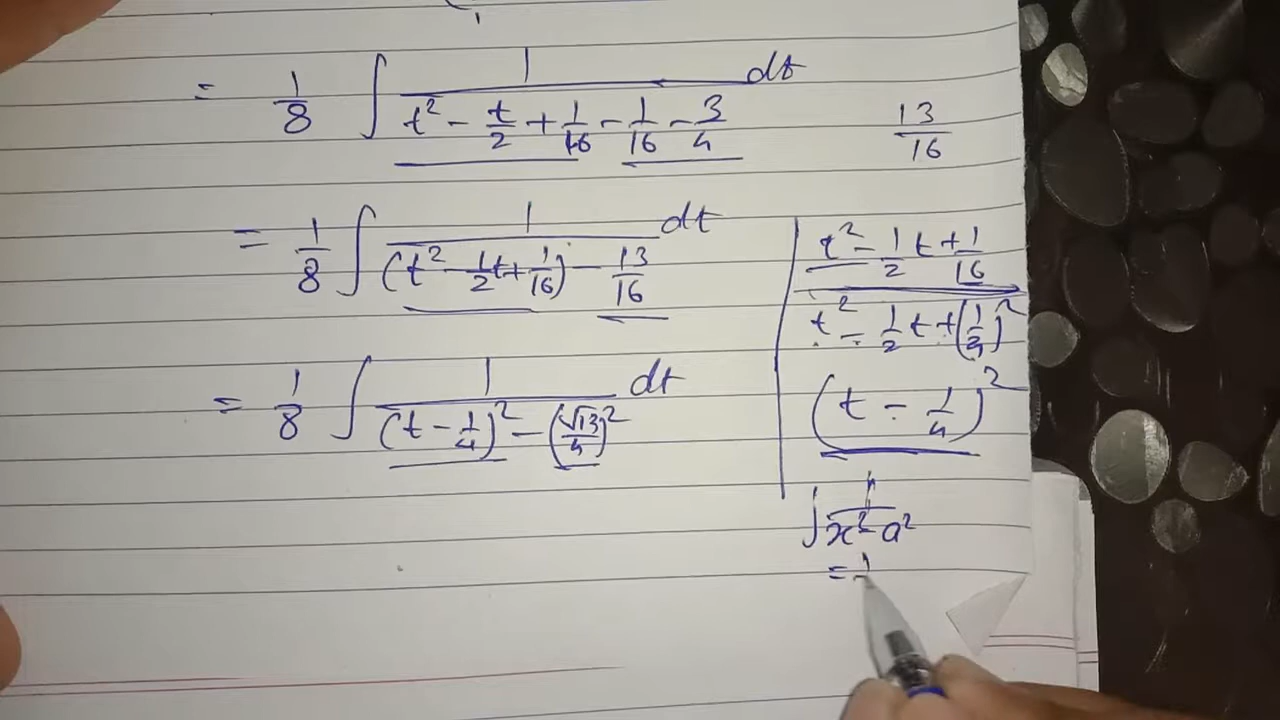 = 1/8 ∫ 1/(t² - t/2 + 1/16 - 1/16 - 3/4) dt
13/16
= 1/8 ∫ 1/((t² - 1/2 t + 1/16) - 13/16) dt
t² - 1/2 t + 1/16
t² - 1/2 t + (1/4)²
= 1/8 ∫ 1/((t - 1/4)² - (√13/4)²) dt
(t - 1/4)²
∫ 1/(x² - a²)
= 1